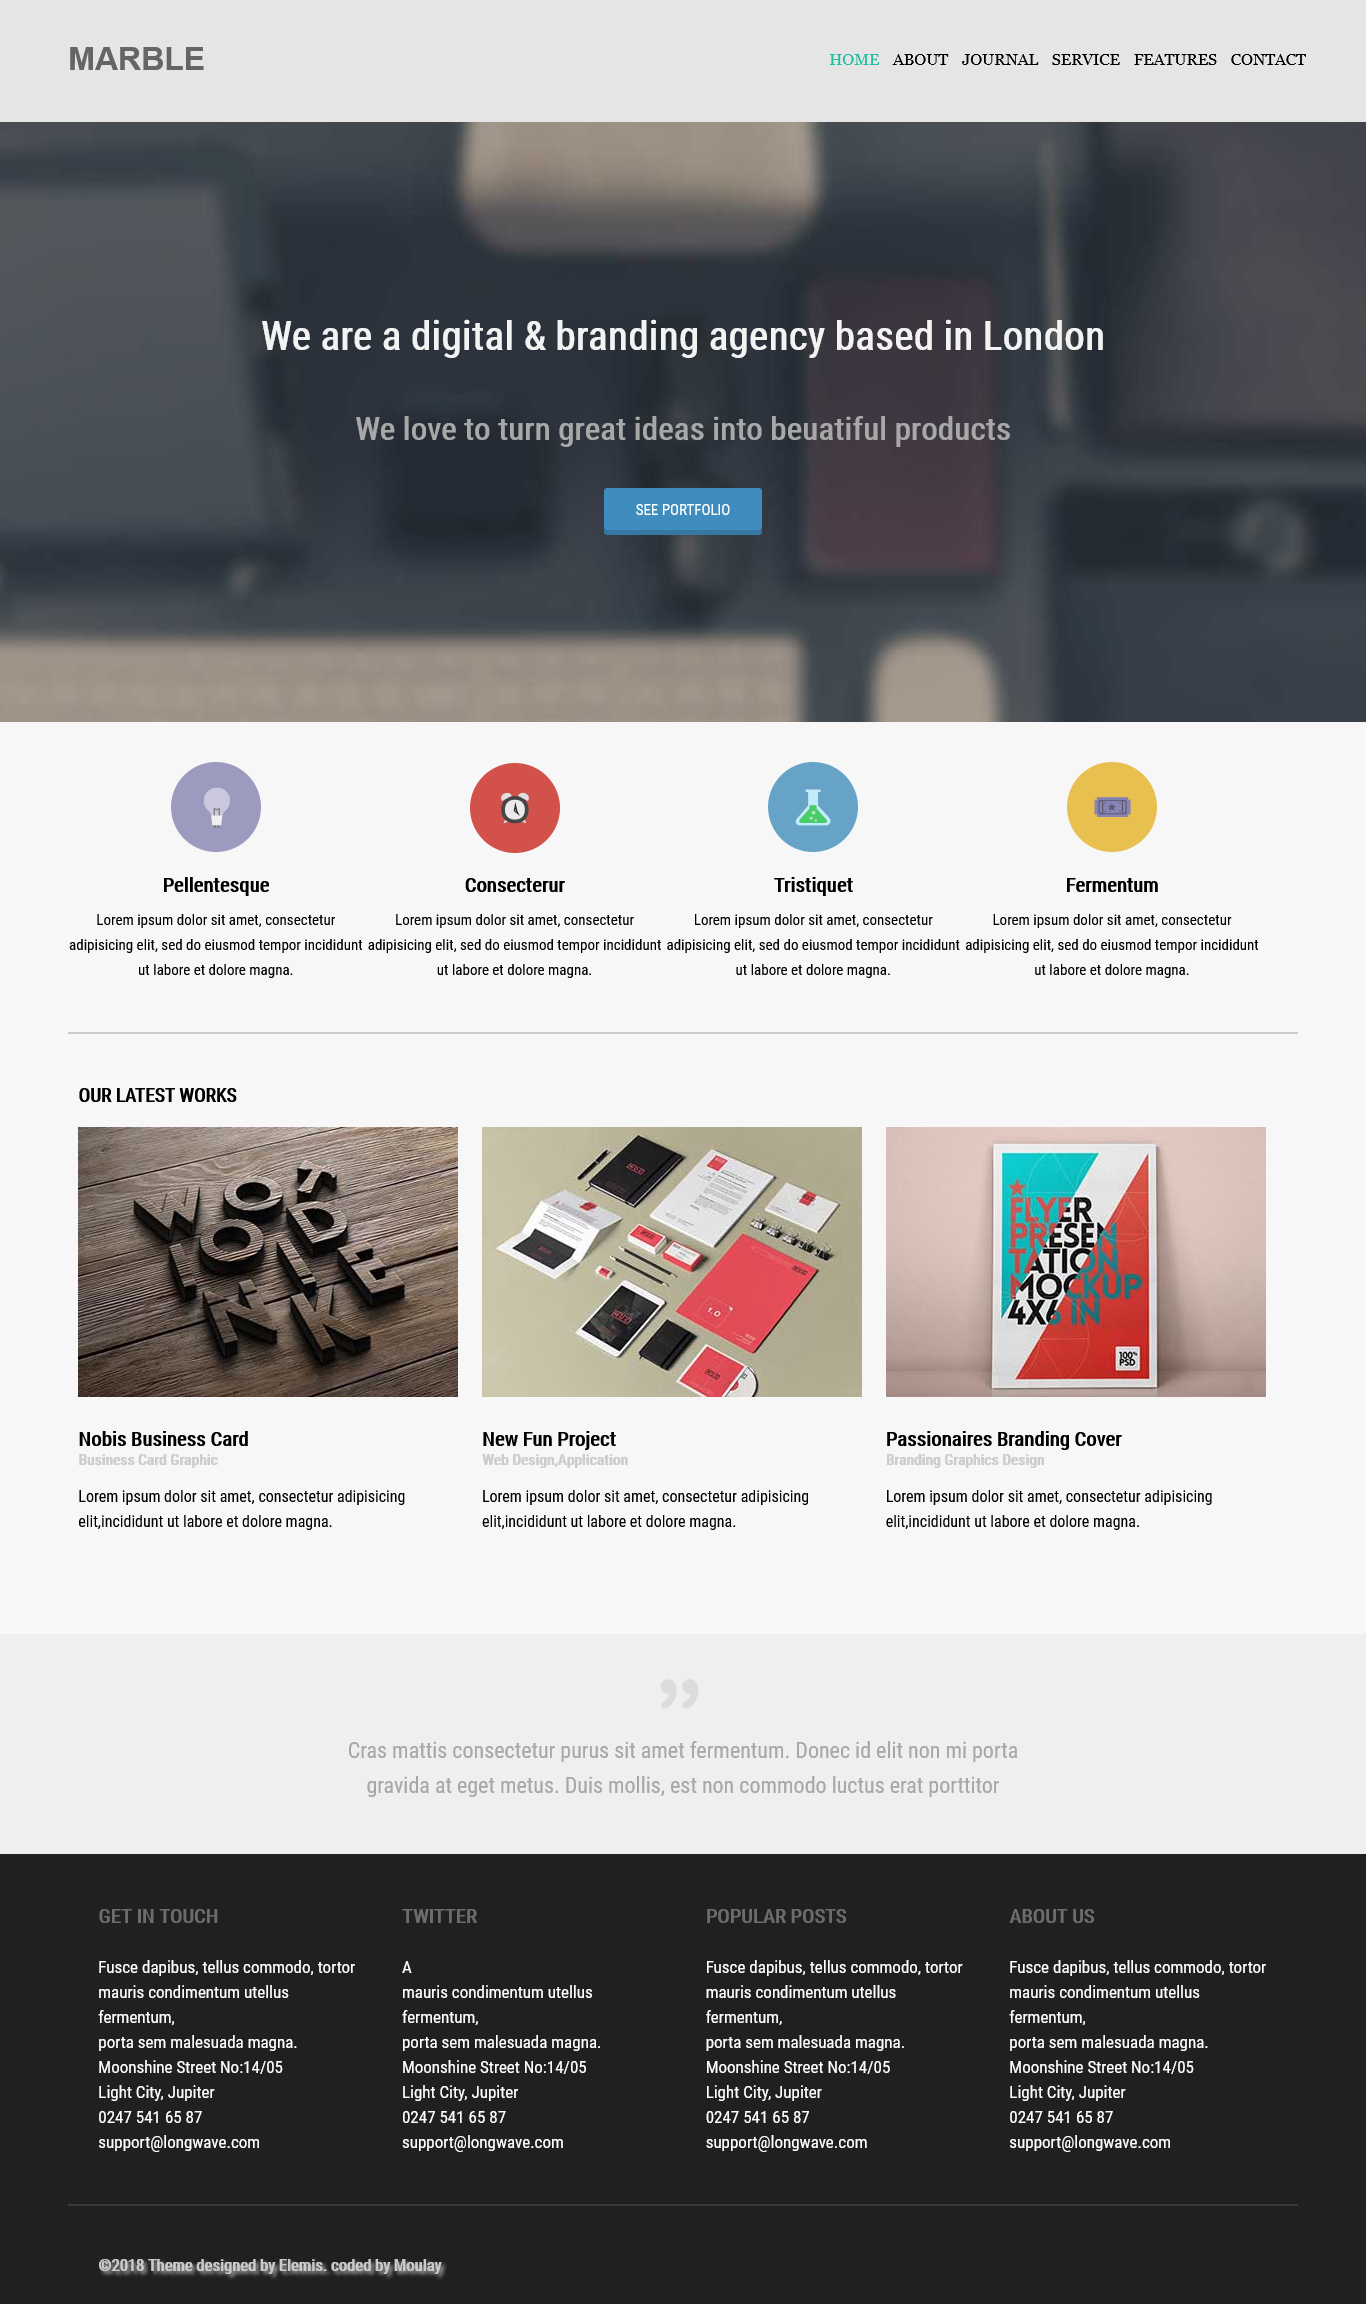 MARBLE
HOME ABOUT JOURNAL SERVICE FEATURES CONTACT
We are a digital & branding agency based in London
We love to turn great ideas into beuatiful products
SEE PORTFOLIO
Pellentesque
Lorem ipsum dolor sit amet, consectetur
adipisicing elit, sed do eiusmod tempor incididunt
ut labore et dolore magna.
Consecterur
Lorem ipsum dolor sit amet, consectetur
adipisicing elit, sed do eiusmod tempor incididunt
ut labore et dolore magna.
Tristiquet
Lorem ipsum dolor sit amet, consectetur
adipisicing elit, sed do eiusmod tempor incididunt
ut labore et dolore magna.
Fermentum
Lorem ipsum dolor sit amet, consectetur
adipisicing elit, sed do eiusmod tempor incididunt
ut labore et dolore magna.
OUR LATEST WORKS
WOT
LOD
INKIE
1.0
FLYER
PRESEN
TATION
MOCKUP
4X6 IN
100%
PSD
Nobis Business Card
Business Card Graphic
Lorem ipsum dolor sit amet, consectetur adipisicing
elit,incididunt ut labore et dolore magna.
New Fun Project
Web Design,Application
Lorem ipsum dolor sit amet, consectetur adipisicing
elit,incididunt ut labore et dolore magna.
Passionaires Branding Cover
Branding Graphics Design
Lorem ipsum dolor sit amet, consectetur adipisicing
elit,incididunt ut labore et dolore magna.
”
Cras mattis consectetur purus sit amet fermentum. Donec id elit non mi porta
gravida at eget metus. Duis mollis, est non commodo luctus erat porttitor
GET IN TOUCH
Fusce dapibus, tellus commodo, tortor
mauris condimentum utellus
fermentum,
porta sem malesuada magna.
Moonshine Street No:14/05
Light City, Jupiter
0247 541 65 87
support@longwave.com
TWITTER
A
mauris condimentum utellus
fermentum,
porta sem malesuada magna.
Moonshine Street No:14/05
Light City, Jupiter
0247 541 65 87
support@longwave.com
POPULAR POSTS
Fusce dapibus, tellus commodo, tortor
mauris condimentum utellus
fermentum,
porta sem malesuada magna.
Moonshine Street No:14/05
Light City, Jupiter
0247 541 65 87
support@longwave.com
ABOUT US
Fusce dapibus, tellus commodo, tortor
mauris condimentum utellus
fermentum,
porta sem malesuada magna.
Moonshine Street No:14/05
Light City, Jupiter
0247 541 65 87
support@longwave.com
©2018 Theme designed by Elemis. coded by Moulay